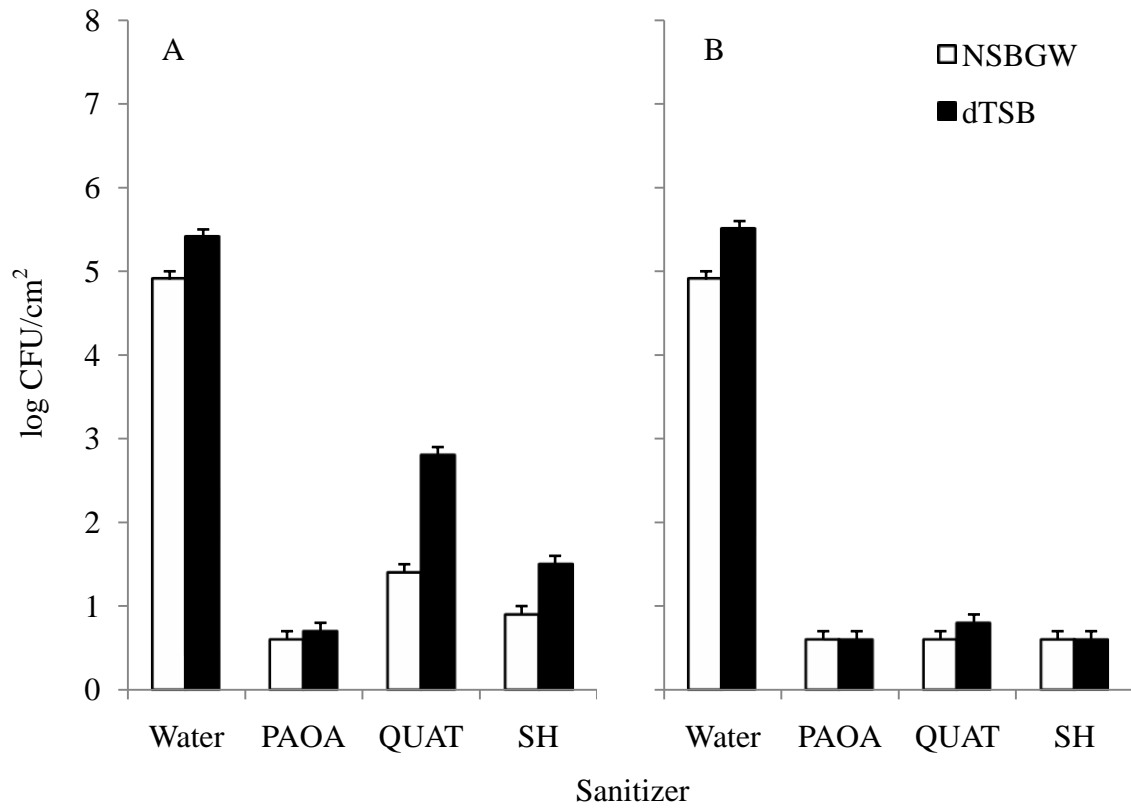 A
B
NSBGW
dTSB
8
7
6
5
4
3
2
1
0
log CFU/cm²
Water PAOA QUAT SH
Water PAOA QUAT SH
Sanitizer